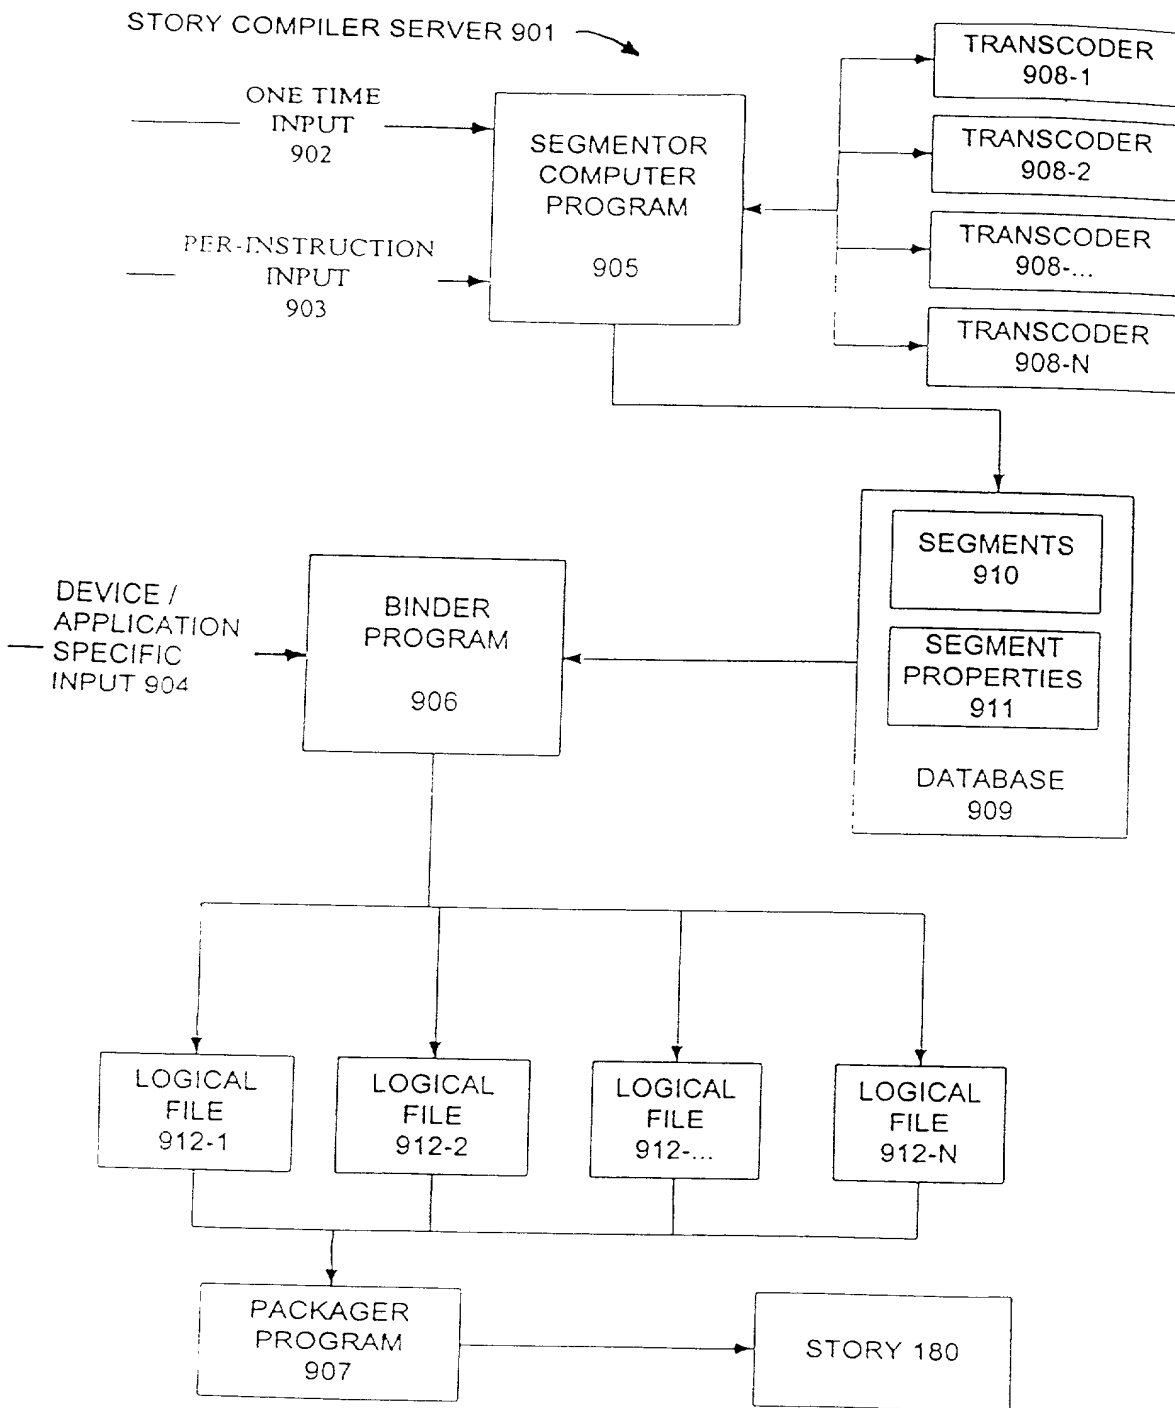 STORY COMPILER SERVER 901
ONE TIME
INPUT
902
PER-INSTRUCTION
INPUT
903
SEGMENTOR
COMPUTER
PROGRAM
905
TRANSCODER
908-1
TRANSCODER
908-2
TRANSCODER
908-...
TRANSCODER
908-N
SEGMENTS
910
SEGMENT
PROPERTIES
911
DATABASE
909
DEVICE /
APPLICATION
SPECIFIC
INPUT 904
BINDER
PROGRAM
906
LOGICAL
FILE
912-1
LOGICAL
FILE
912-2
LOGICAL
FILE
912-...
LOGICAL
FILE
912-N
PACKAGER
PROGRAM
907
STORY 180